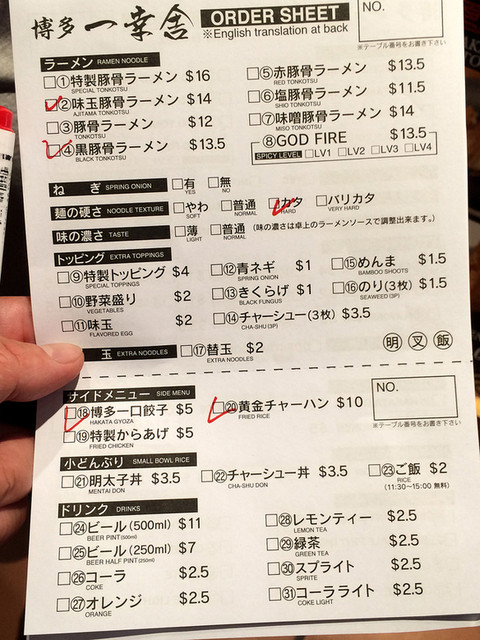 博多 一幸舎
ORDER SHEET
※English translation at back
NO.
※テーブル番号をお書き下さい
ラーメン RAMEN NOODLE
①特製豚骨ラーメン $16
SPECIAL TONKOTSU
②味玉豚骨ラーメン $14
AJITAMA TONKOTSU
③豚骨ラーメン $12
TONKOTSU
④黒豚骨ラーメン $13.5
BLACK TONKOTSU
⑤赤豚骨ラーメン $13.5
RED TONKOTSU
⑥塩豚骨ラーメン $11.5
SHIO TONKOTSU
⑦味噌豚骨ラーメン $14
MISO TONKOTSU
⑧GOD FIRE $13.5
SPICY LEVEL LV1 LV2 LV3 LV4
ねぎ SPRING ONION 有 無
YES NO
麺の硬さ NOODLE TEXTURE やわ 普通 カタ バリカタ
SOFT NORMAL HARD VERY HARD
味の濃さ TASTE 薄 普通 (味の濃さは卓上のラーメンソースで調整出来ます。)
LIGHT NORMAL
トッピング EXTRA TOPPINGS
⑨特製トッピング $4
SPECIAL TOPPINGS
⑩野菜盛り $2
VEGETABLES
⑪味玉 $2
FLAVORED EGG
⑫青ネギ $1
SPRING ONION
⑬きくらげ $1
BLACK FUNGUS
⑭チャーシュー(3枚) $3.5
CHA-SHU (3P)
⑮めんま $1.5
BAMBOO SHOOTS
⑯のり(3枚) $1.5
SEAWEED (3P)
玉 EXTRA NOODLES ⑰替玉 $2
EXTRA NOODLES
明 叉 飯
サイドメニュー SIDE MENU
⑱博多一口餃子 $5
HAKATA GYOZA
⑲特製からあげ $5
FRIED CHICKEN
⑳黄金チャーハン $10
FRIED RICE
NO.
※テーブル番号をお書き下さい
小どんぶり SMALL BOWL RICE
㉑明太子丼 $3.5
MENTAI DON
㉒チャーシュー丼 $3.5
CHA-SHU DON
㉓ご飯 $2
RICE
(11:30~15:00 無料)
ドリンク DRINKS
㉔ビール(500ml) $11
BEER PINT(500ml)
㉕ビール(250ml) $7
BEER HALF PINT(250ml)
㉖コーラ $2.5
COKE
㉗オレンジ $2.5
ORANGE
㉘レモンティー $2.5
LEMON TEA
㉙緑茶 $2.5
GREEN TEA
㉚スプライト $2.5
SPRITE
㉛コーラライト $2.5
COKE LIGHT